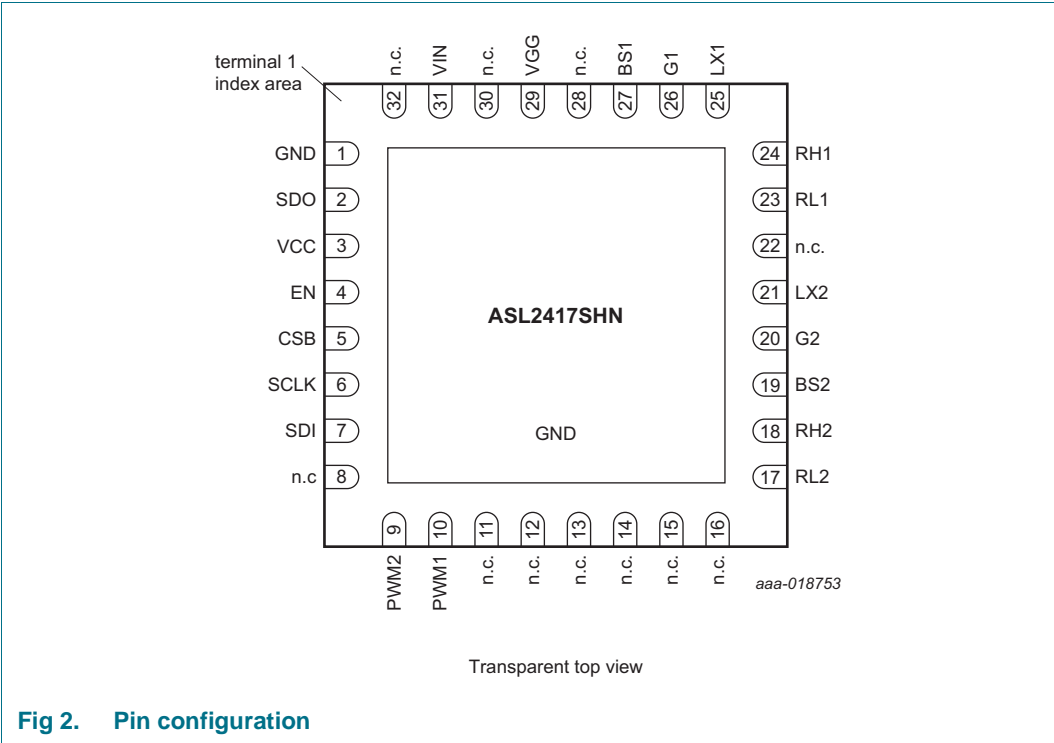 terminal 1
index area
n.c.
VIN
n.c.
VGG
n.c.
BS1
G1
LX1
32
31
30
29
28
27
26
25
GND 1
24 RH1
SDO 2
23 RL1
VCC 3
22 n.c.
EN 4
21 LX2
ASL2417SHN
CSB 5
20 G2
SCLK 6
19 BS2
SDI 7
GND
18 RH2
n.c 8
17 RL2
9
10
11
12
13
14
15
16
PWM2
PWM1
n.c.
n.c.
n.c.
n.c.
n.c.
n.c.
aaa-018753
Transparent top view
Fig 2. Pin configuration